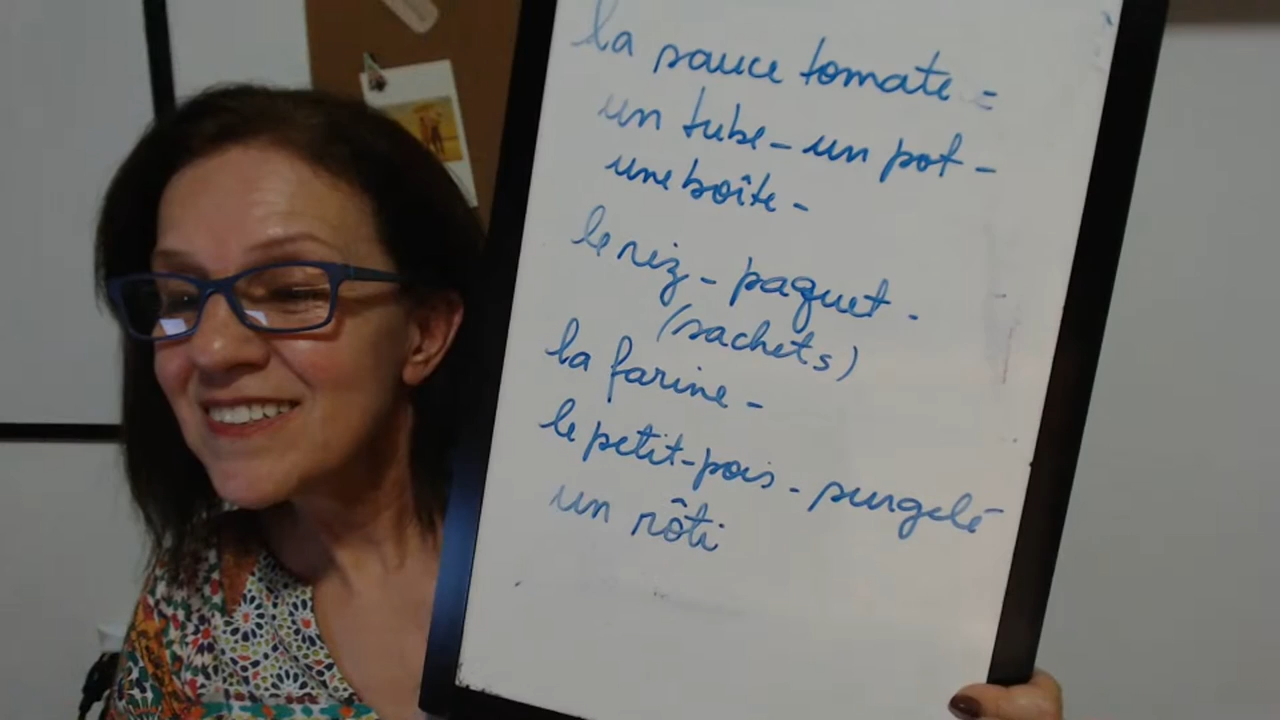 la sauce tomate =
un tube - un pot -
une boîte -
le riz - paquet -
(sachets)
la farine -
le petit-pois - surgelé
un rôti